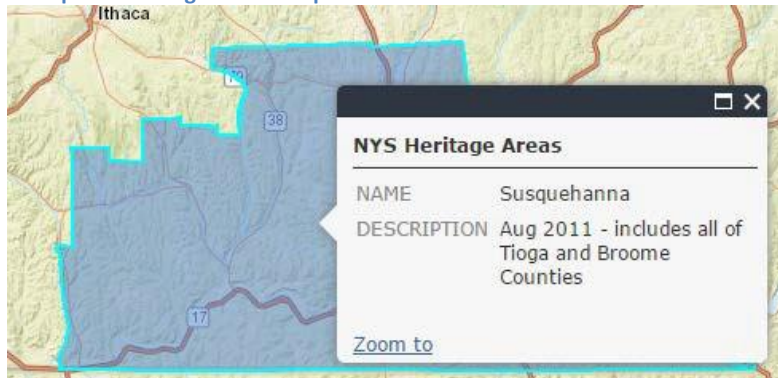 Ithaca
79
38
NYS Heritage Areas
NAME Susquehanna
DESCRIPTION Aug 2011 - includes all of
Tioga and Broome
Counties
17
Zoom to